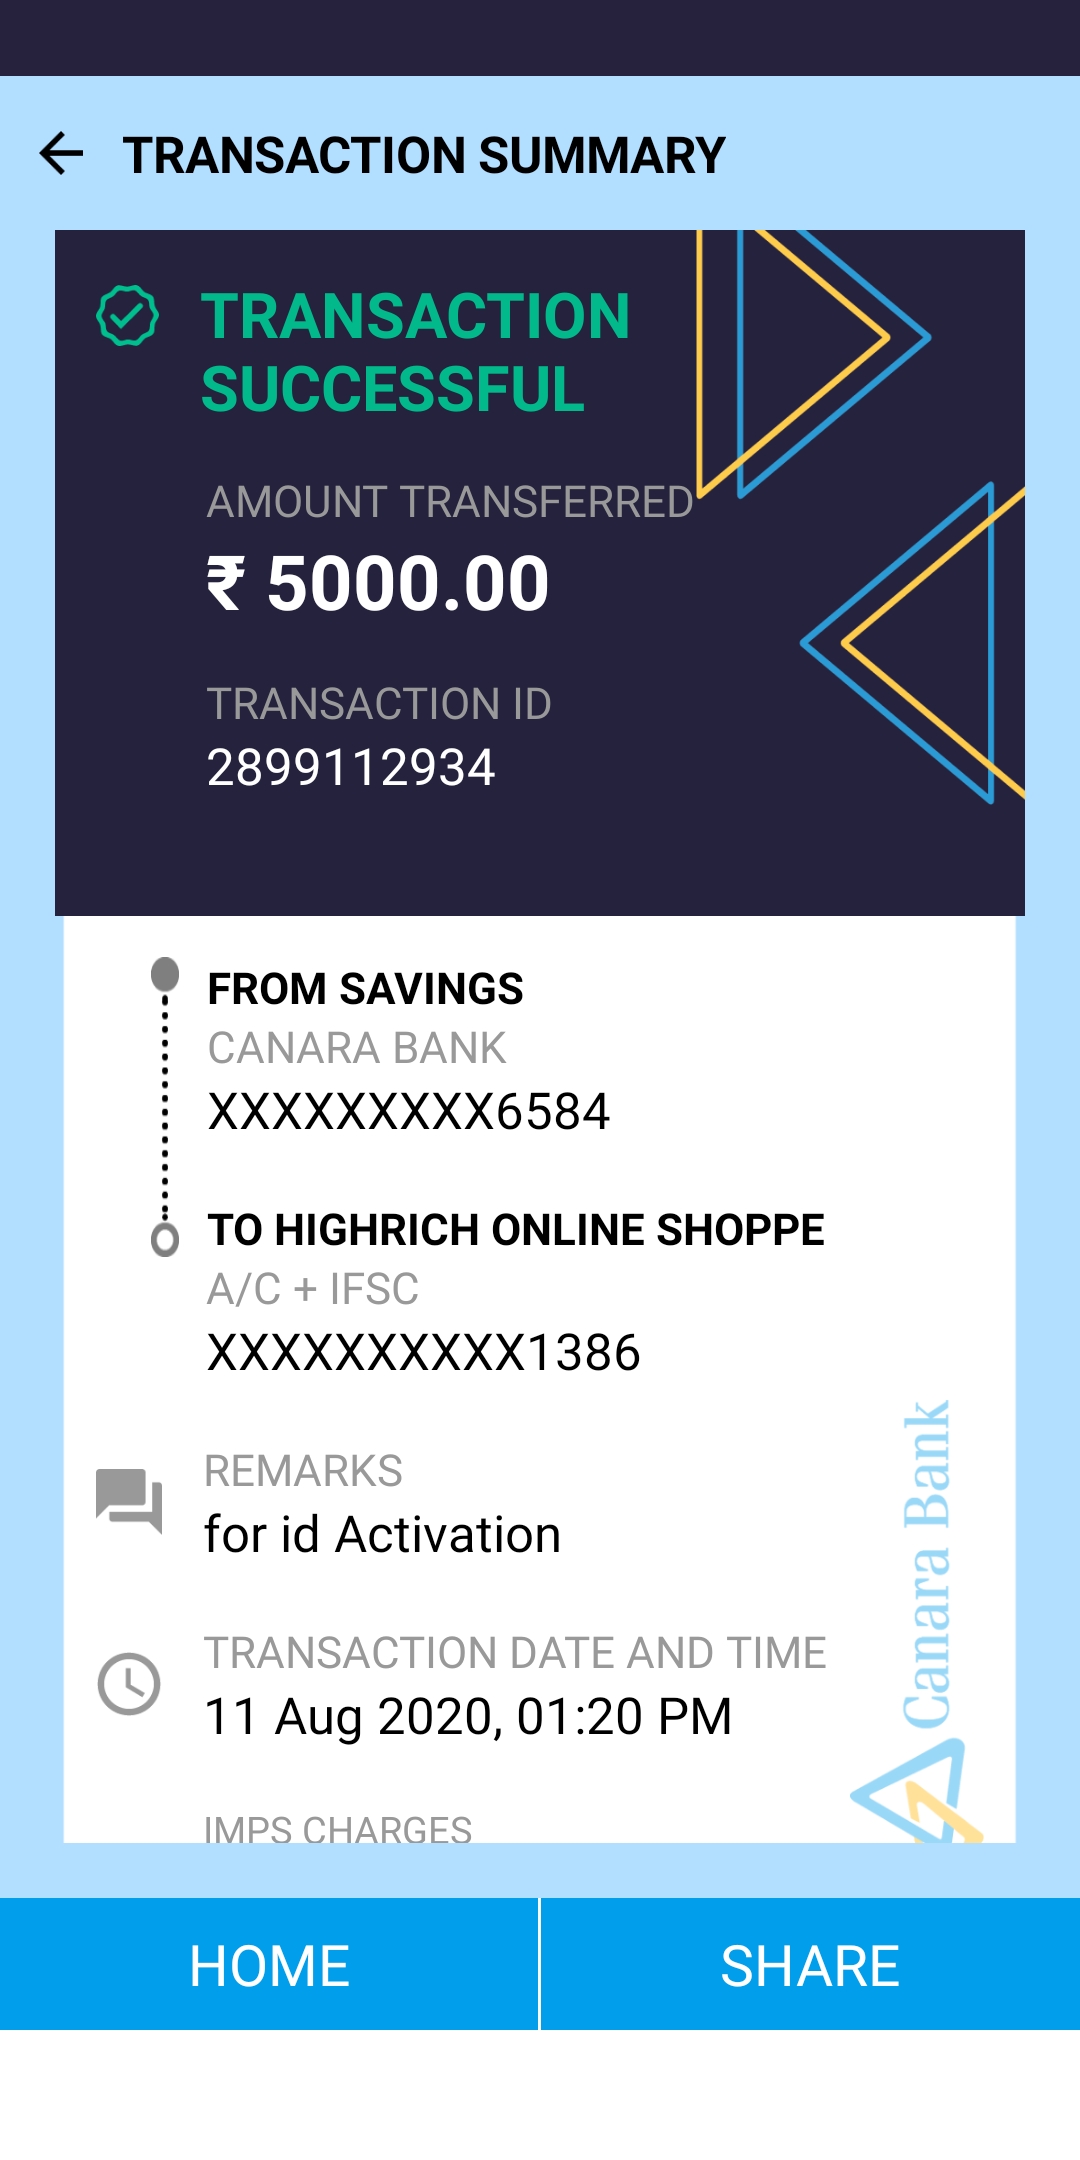 TRANSACTION SUMMARY
TRANSACTION
SUCCESSFUL
AMOUNT TRANSFERRED
₹ 5000.00
TRANSACTION ID
2899112934
FROM SAVINGS
CANARA BANK
XXXXXXXXX6584
TO HIGHRICH ONLINE SHOPPE
A/C + IFSC
XXXXXXXXXX1386
REMARKS
for id Activation
TRANSACTION DATE AND TIME
11 Aug 2020, 01:20 PM
IMPS CHARGES
Canara Bank
HOME
SHARE